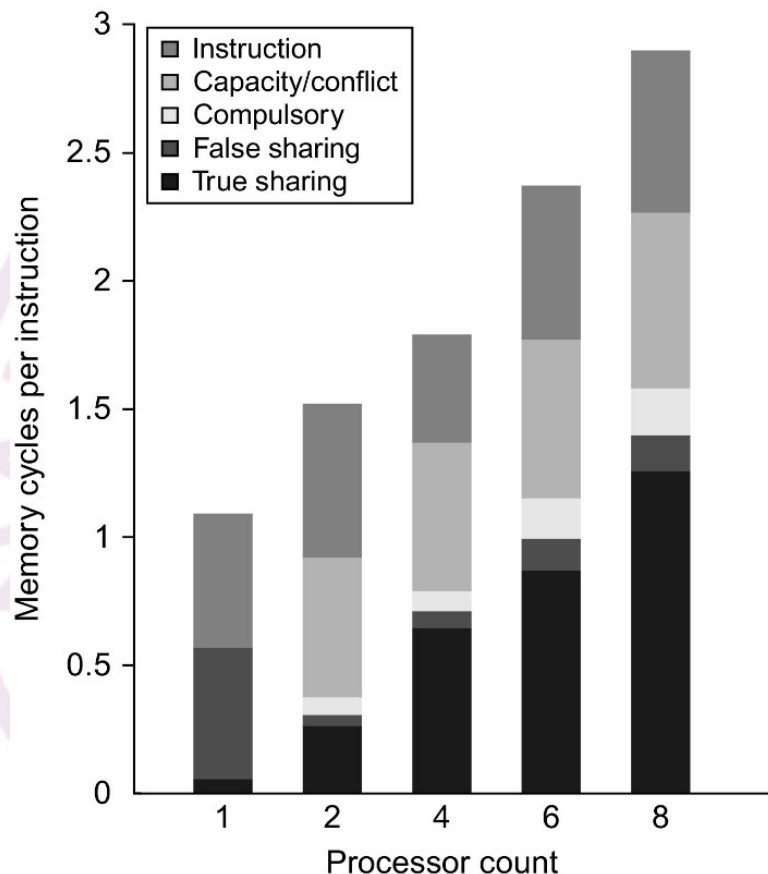 3
Instruction
Capacity/conflict
Compulsory
False sharing
True sharing
2.5
2
1.5
1
0.5
0
Memory cycles per instruction
1 2 4 6 8
Processor count